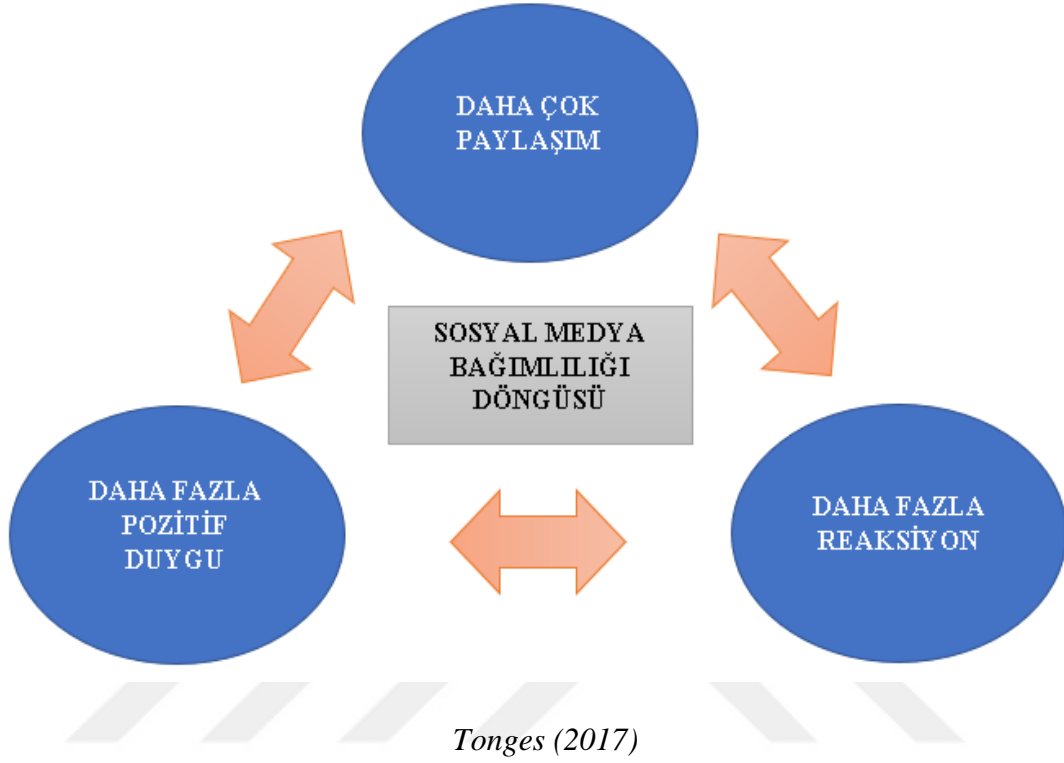 DAHA ÇOK
PAYLAŞIM
SOSYAL MEDYA
BAĞIMLILIĞI
DÖNGÜSÜ
DAHA FAZLA
POZİTİF
DUYGU
DAHA FAZLA
REAKSİYON
Tonges (2017)